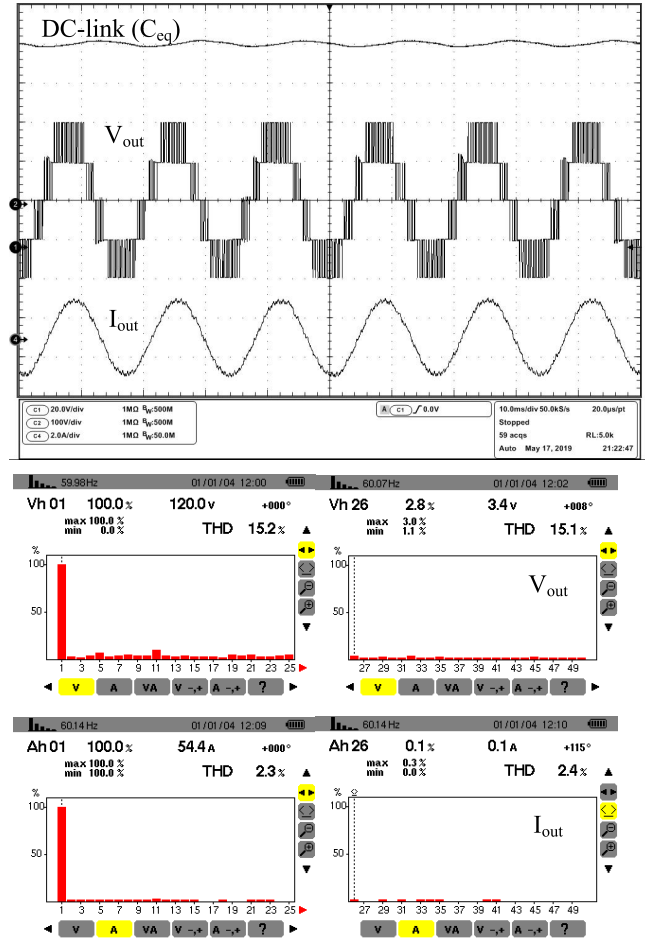 DC-link (Ceq)
Vout
2
1
Iout
4
C1 20.0V/div 1MΩ BW:500M
C2 100V/div 1MΩ BW:500M
C4 2.0A/div 1MΩ BW:50.0M
A C1 0.0V
10.0ms/div 50.0kS/s 20.0µs/pt
Stopped
59 acqs RL:5.0k
Auto May 17, 2019 21:22:47
59.98Hz 01/01/04 12:00
Vh 01 100.0% 120.0V +000°
max 100.0%
min 0.0%
THD 15.2%
%
100
50
1 3 5 7 9 11 13 15 17 19 21 23 25
V A VA V -,+ A -,+ ?
60.07Hz 01/01/04 12:02
Vh 26 2.8% 3.4V +008°
max 3.0%
min 1.1%
THD 15.1%
%
100
50
Vout
27 29 31 33 35 37 39 41 43 45 47 49
V A VA V -,+ A -,+ ?
60.14Hz 01/01/04 12:09
Ah 01 100.0% 54.4A +000°
max 100.0%
min 100.0%
THD 2.3%
%
100
50
1 3 5 7 9 11 13 15 17 19 21 23 25
V A VA V -,+ A -,+ ?
60.14Hz 01/01/04 12:10
Ah 26 0.1% 0.1A +115°
max 0.3%
min 0.0%
THD 2.4%
%
100
50
Iout
27 29 31 33 35 37 39 41 43 45 47 49
V A VA V -,+ A -,+ ?